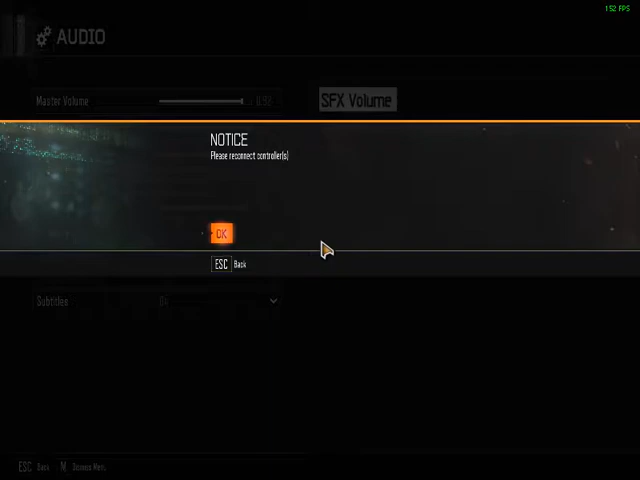 152 FPS
AUDIO
Master Volume
SFX Volume
NOTICE
Please reconnect controller(s)
OK
ESC Back
Subtitles
ESC Back M